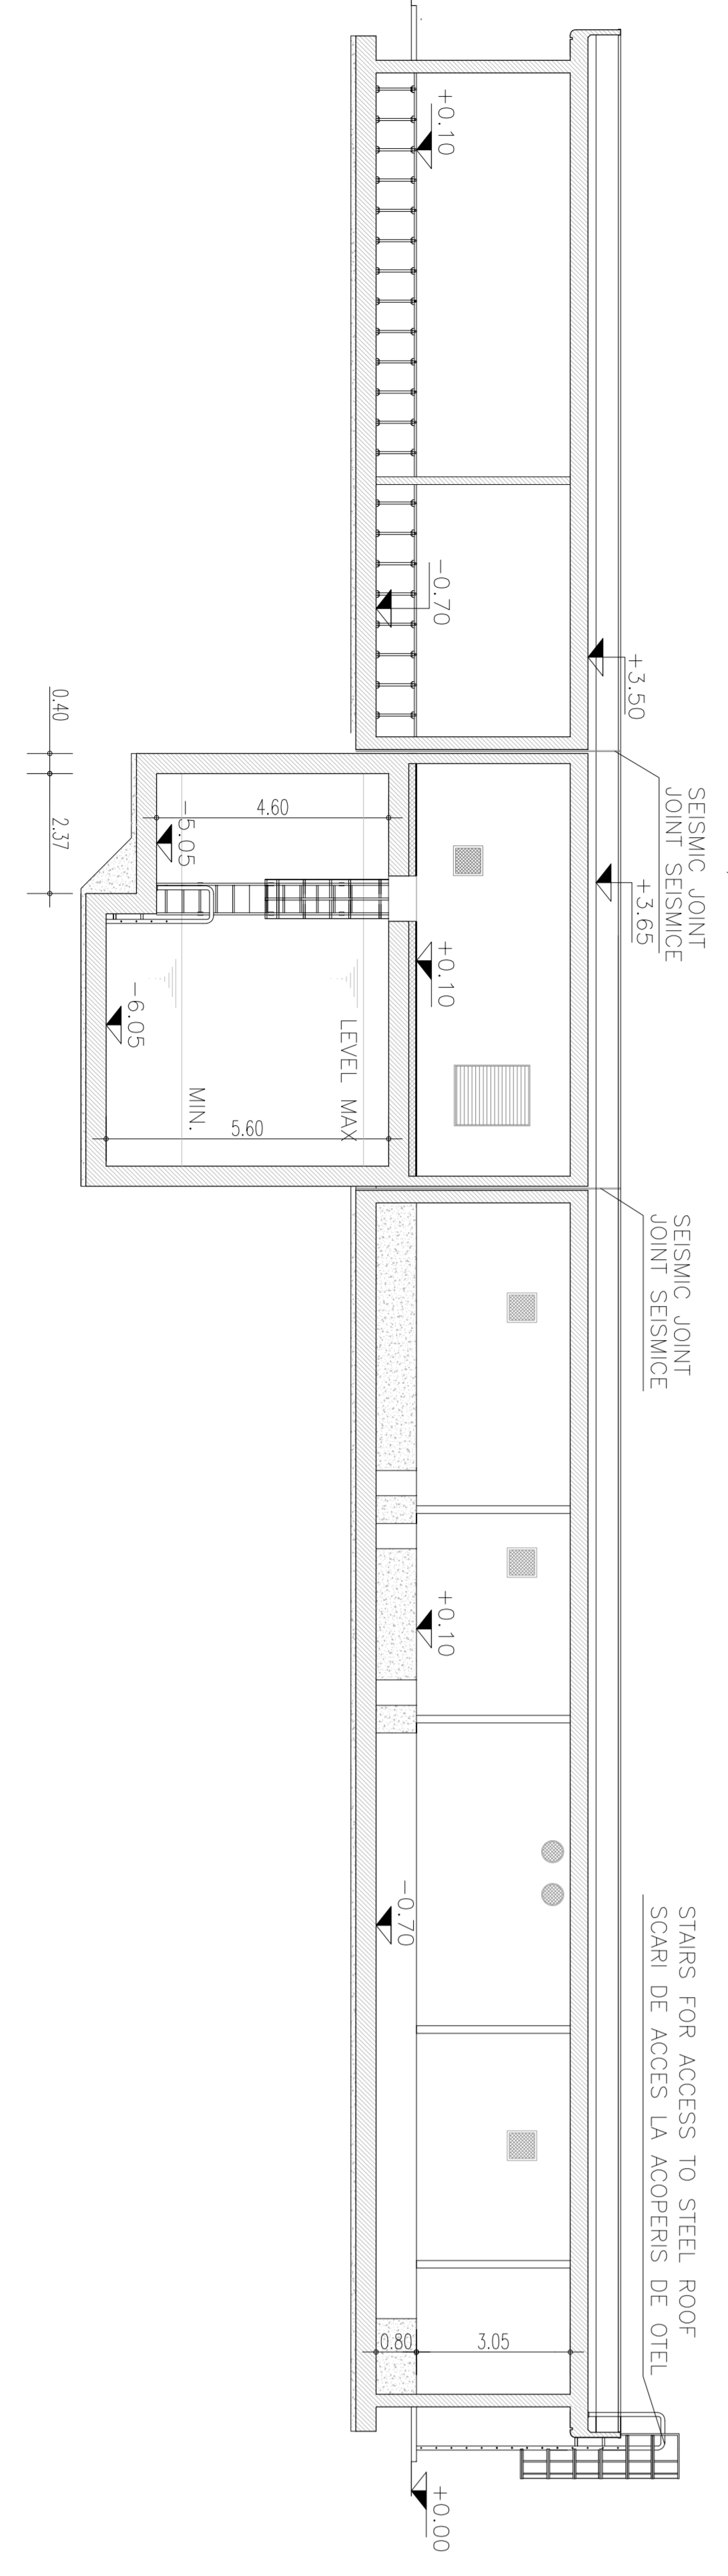 +0.10
-0.70
+3.50
SEISMIC JOINT
JOINT SEISMICE
+3.65
0.40
2.37
4.60
-5.05
+0.10
-6.05
LEVEL MAX
MIN.
5.60
SEISMIC JOINT
JOINT SEISMICE
+0.10
-0.70
STAIRS FOR ACCESS TO STEEL ROOF
SCARI DE ACCES LA ACOPERIS DE OTEL
0.80
3.05
+0.00